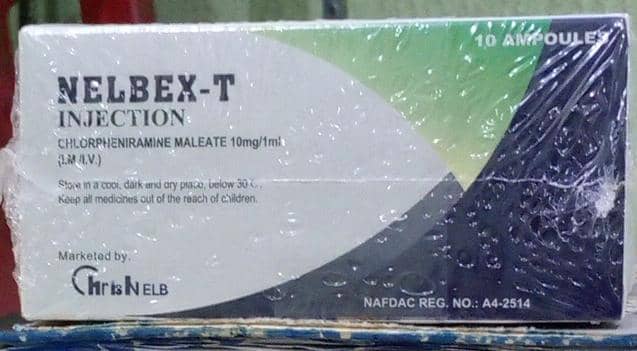 10 AMPOULES
NELBEX-T
INJECTION
CHLORPHENIRAMINE MALEATE 10mg/1ml
(I.M /I.V.)
Store in a cool, dark and dry place, below 30 C.
Keep all medicines out of the reach of children.
Marketed by:
CHrisNELB
NAFDAC REG. NO.: A4-2514